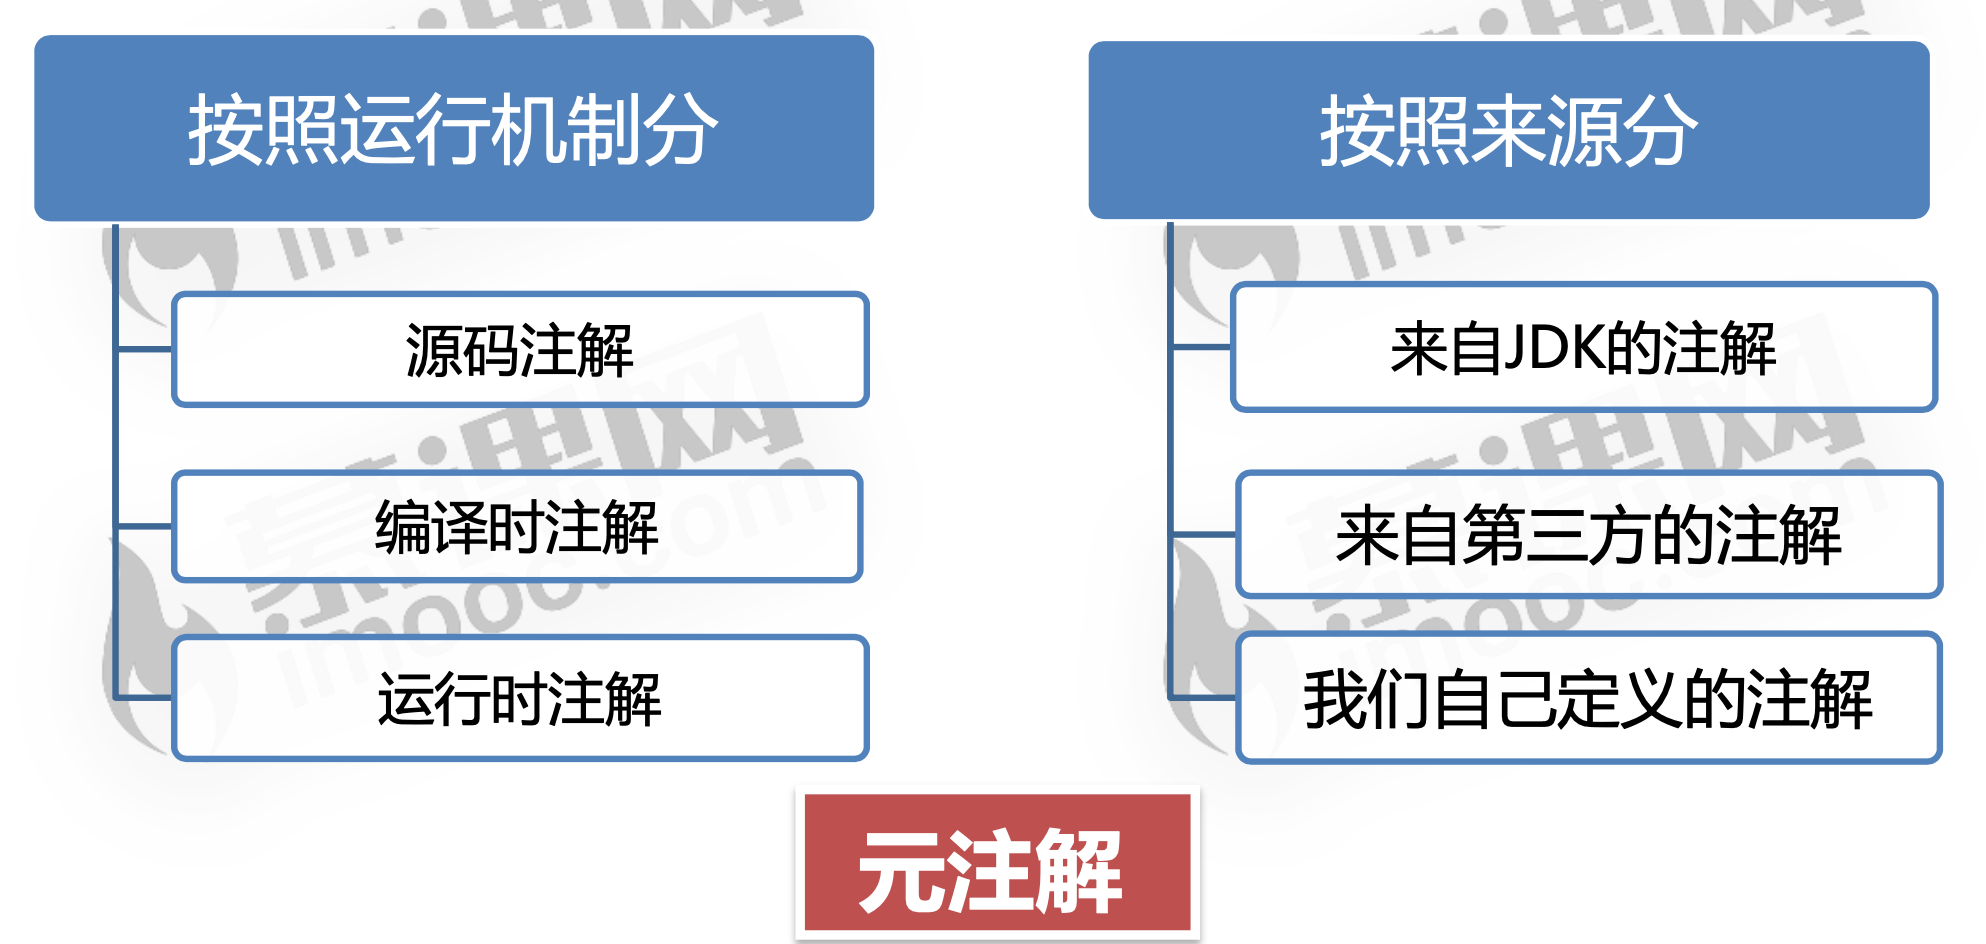 按照运行机制分
源码注解
编译时注解
运行时注解
按照来源分
来自JDK的注解
来自第三方的注解
我们自己定义的注解
元注解
慕课网
imooc.com
慕课网
imooc.com